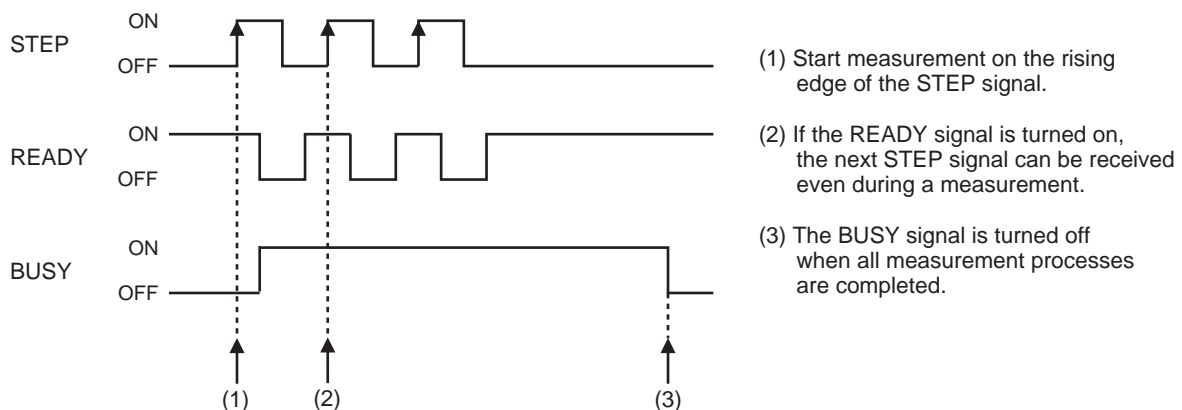 STEP
ON
OFF
READY
ON
OFF
BUSY
ON
OFF
(1)
(2)
(3)
(1) Start measurement on the rising
edge of the STEP signal.
(2) If the READY signal is turned on,
the next STEP signal can be received
even during a measurement.
(3) The BUSY signal is turned off
when all measurement processes
are completed.